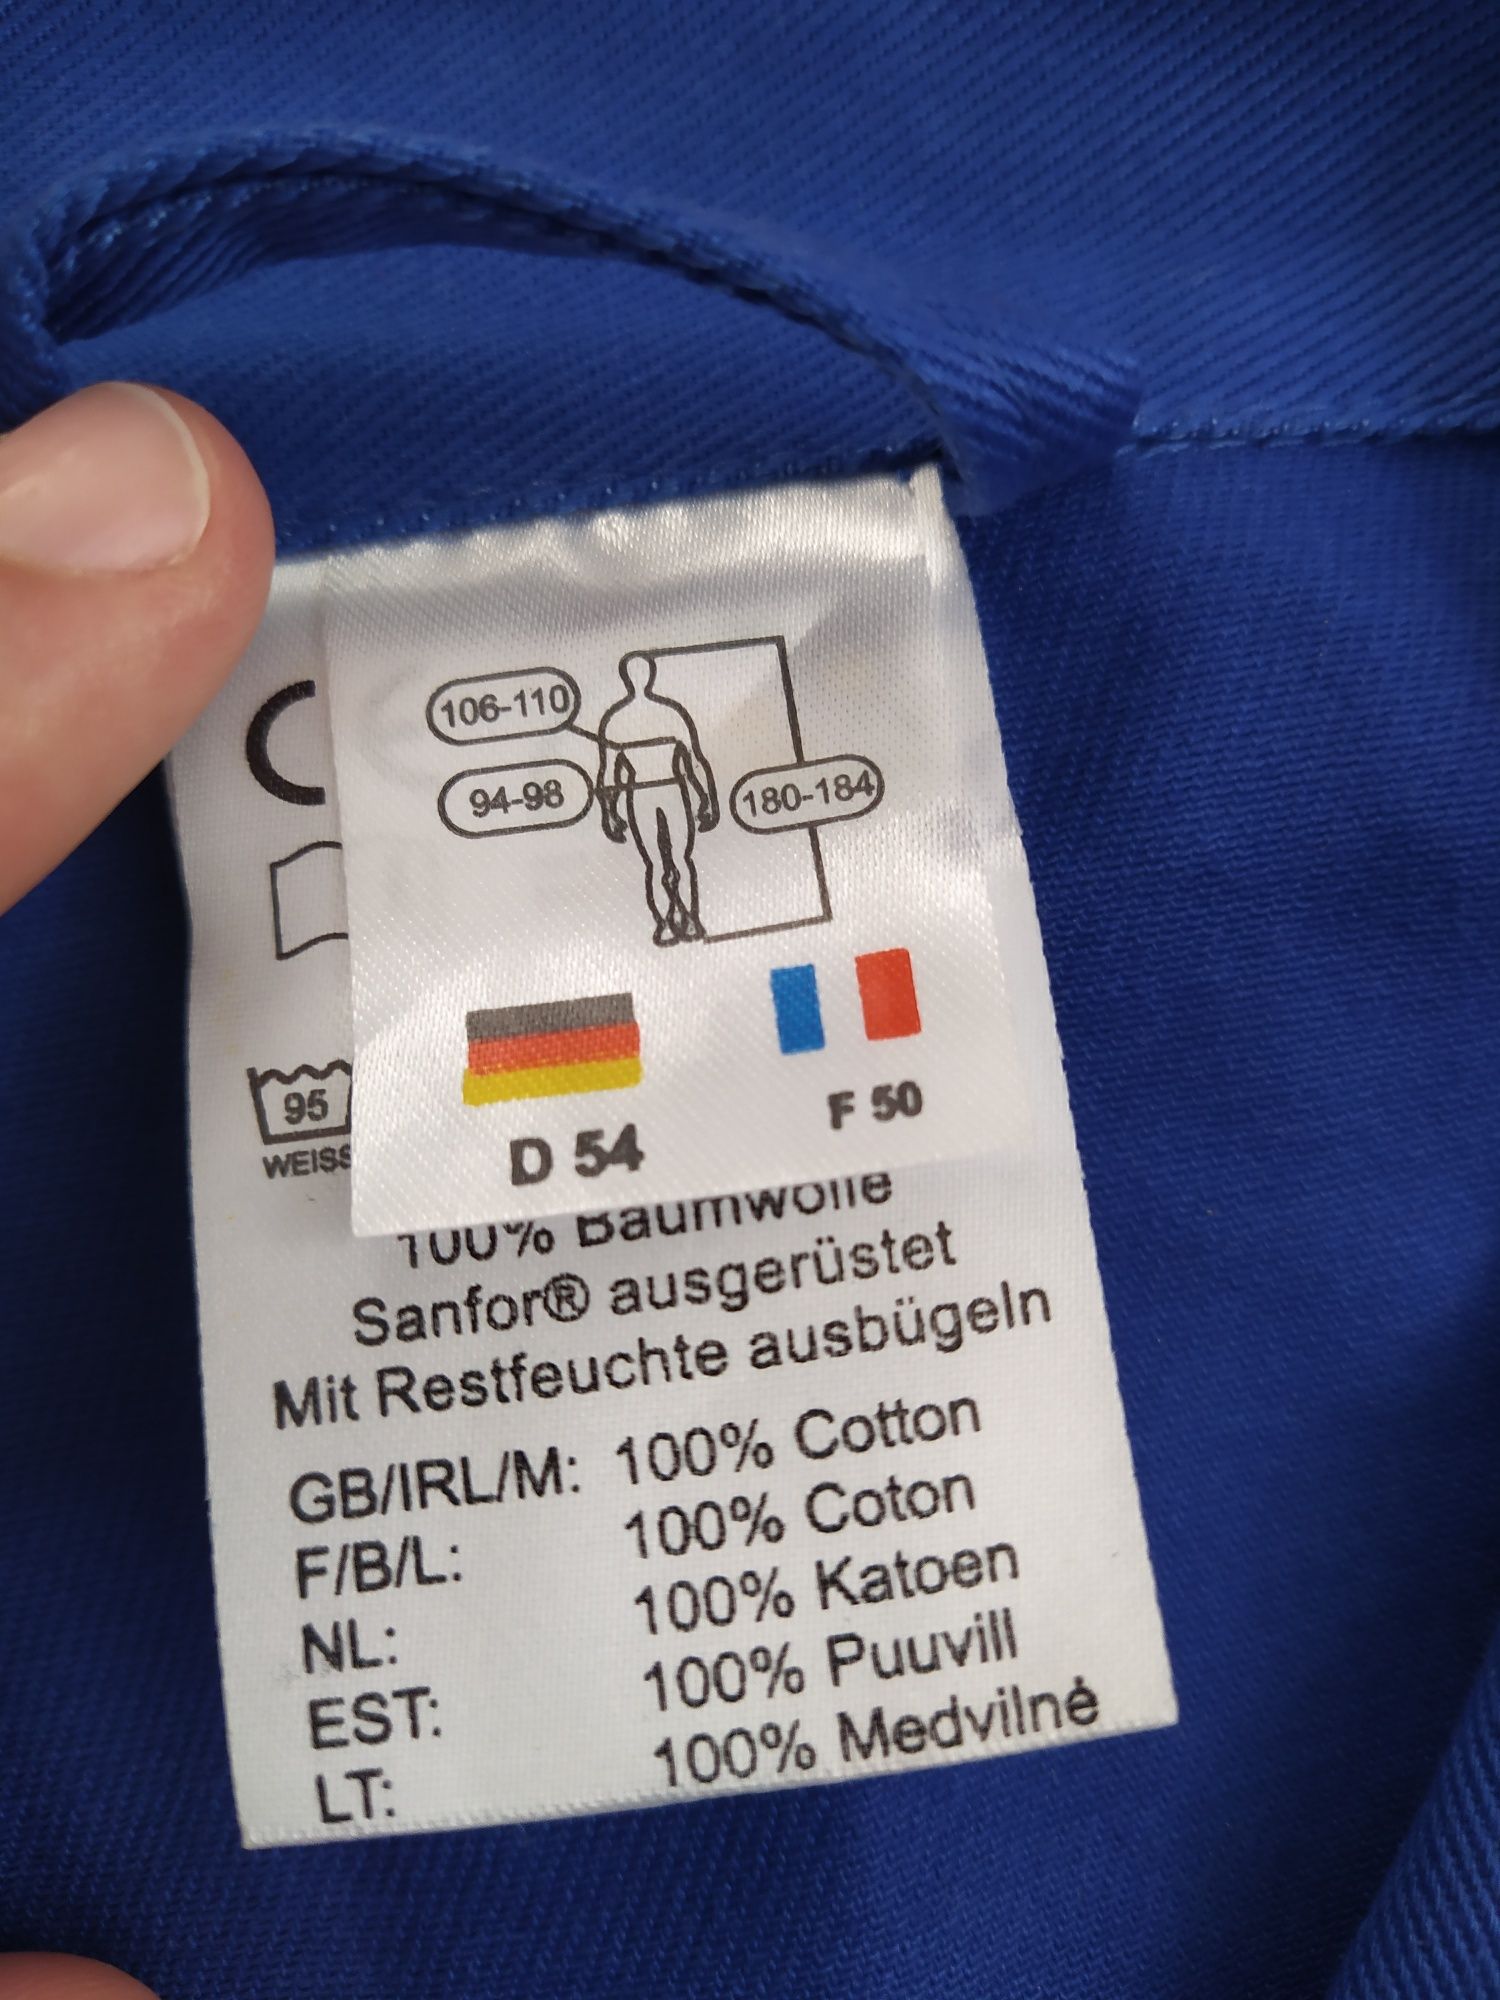 106-110
94-98
180-184
D 54
F 50
95
WEISS
100% Baumwolle
Sanfor® ausgerüstet
Mit Restfeuchte ausbügeln
GB/IRL/M: 100% Cotton
F/B/L: 100% Coton
NL: 100% Katoen
EST: 100% Puuvill
LT: 100% Medvilnė